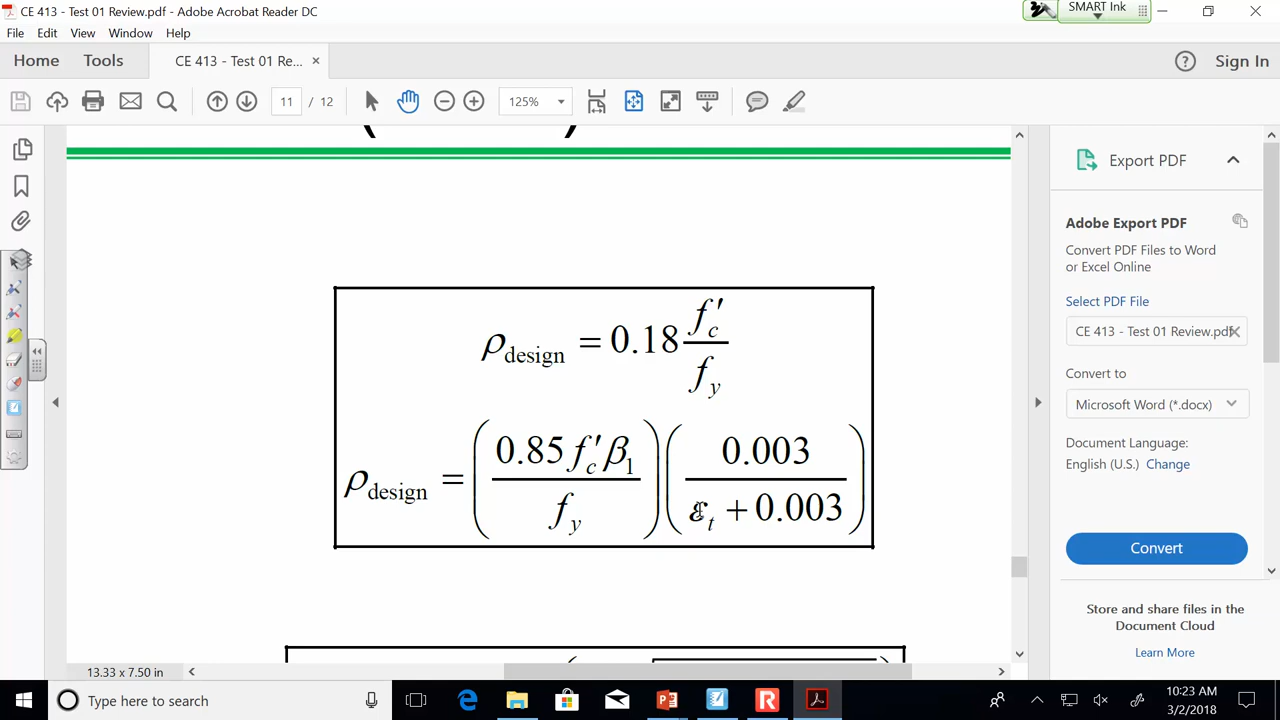 CE 413 - Test 01 Review.pdf - Adobe Acrobat Reader DC
SMART Ink
File Edit View Window Help
Home Tools CE 413 - Test 01 Re... × Sign In
11 / 12 125%
Export PDF
Adobe Export PDF
Convert PDF Files to Word
or Excel Online
Select PDF File
CE 413 - Test 01 Review.pdf
Convert to
Microsoft Word (*.docx)
Document Language:
English (U.S.) Change
Convert
Store and share files in the
Document Cloud
Learn More
ρdesign = 0.18 f′c / fy
ρdesign = (0.85 f′c β1 / fy) (0.003 / (εt + 0.003))
13.33 x 7.50 in
Type here to search
10:23 AM
3/2/2018